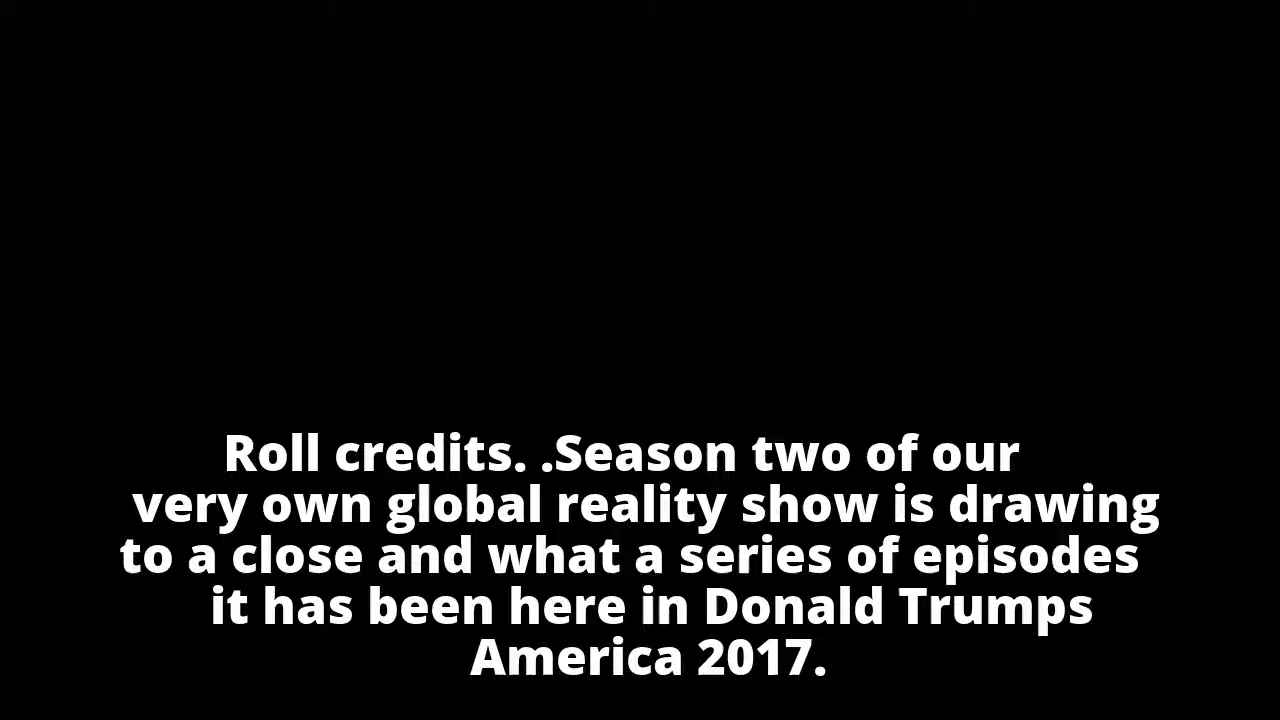 Roll credits. .Season two of our
very own global reality show is drawing
to a close and what a series of episodes
it has been here in Donald Trumps
America 2017.